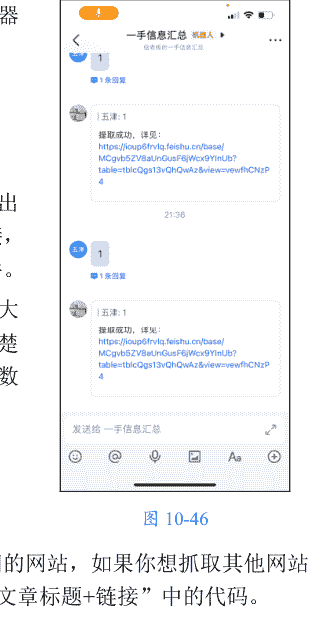 器
一手信息汇总 机器人
1
1 条回复
五津: 1
提取成功，详见：
https://ioup6frvlq.feishu.cn/base/
MCgvb5ZV8aUnGusF6jWcx9YInUb?
table=tblcQgs13vQhQwAz&view=vewfhCNzP
4
出
21:36
五津
1
1 条回复
大
五津: 1
提取成功，详见：
楚
https://ioup6frvlq.feishu.cn/base/
MCgvb5ZV8aUnGusF6jWcx9YInUb?
table=tblcQgs13vQhQwAz&view=vewfhCNzP
4
数
发送给 一手信息汇总
@
Aa
图 10-46
的网站，如果你想抓取其他网站
文章标题+链接”中的代码。